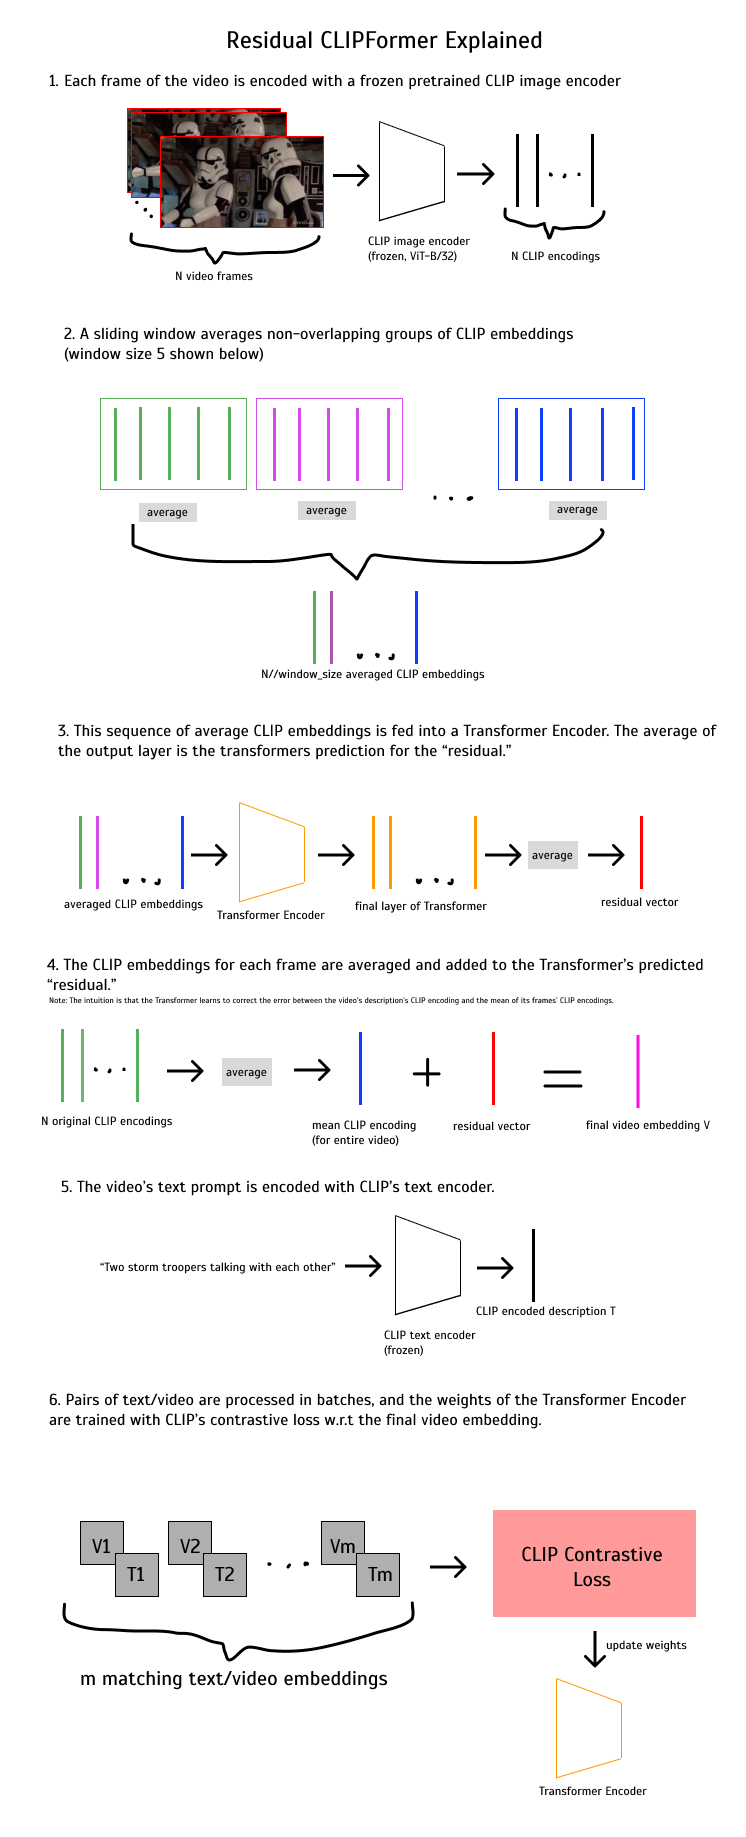 Residual CLIPFormer Explained
1. Each frame of the video is encoded with a frozen pretrained CLIP image encoder
CLIP image encoder
(frozen, ViT-B/32)
N CLIP encodings
N video frames
2. A sliding window averages non-overlapping groups of CLIP embeddings
(window size 5 shown below)
average
average
average
N//window_size averaged CLIP embeddings
3. This sequence of average CLIP embeddings is fed into a Transformer Encoder. The average of
the output layer is the transformers prediction for the “residual.”
average
averaged CLIP embeddings
Transformer Encoder
final layer of Transformer
residual vector
4. The CLIP embeddings for each frame are averaged and added to the Transformer’s predicted
“residual.”
Note: The intuition is that the Transformer learns to correct the error between the video’s description’s CLIP encoding and the mean of its frames’ CLIP encodings.
average
N original CLIP encodings
mean CLIP encoding
(for entire video)
residual vector
final video embedding V
5. The video’s text prompt is encoded with CLIP’s text encoder.
“Two storm troopers talking with each other”
CLIP encoded description T
CLIP text encoder
(frozen)
6. Pairs of text/video are processed in batches, and the weights of the Transformer Encoder
are trained with CLIP’s contrastive loss w.r.t the final video embedding.
V1
T1
V2
T2
Vm
Tm
CLIP Contrastive
Loss
update weights
m matching text/video embeddings
Transformer Encoder